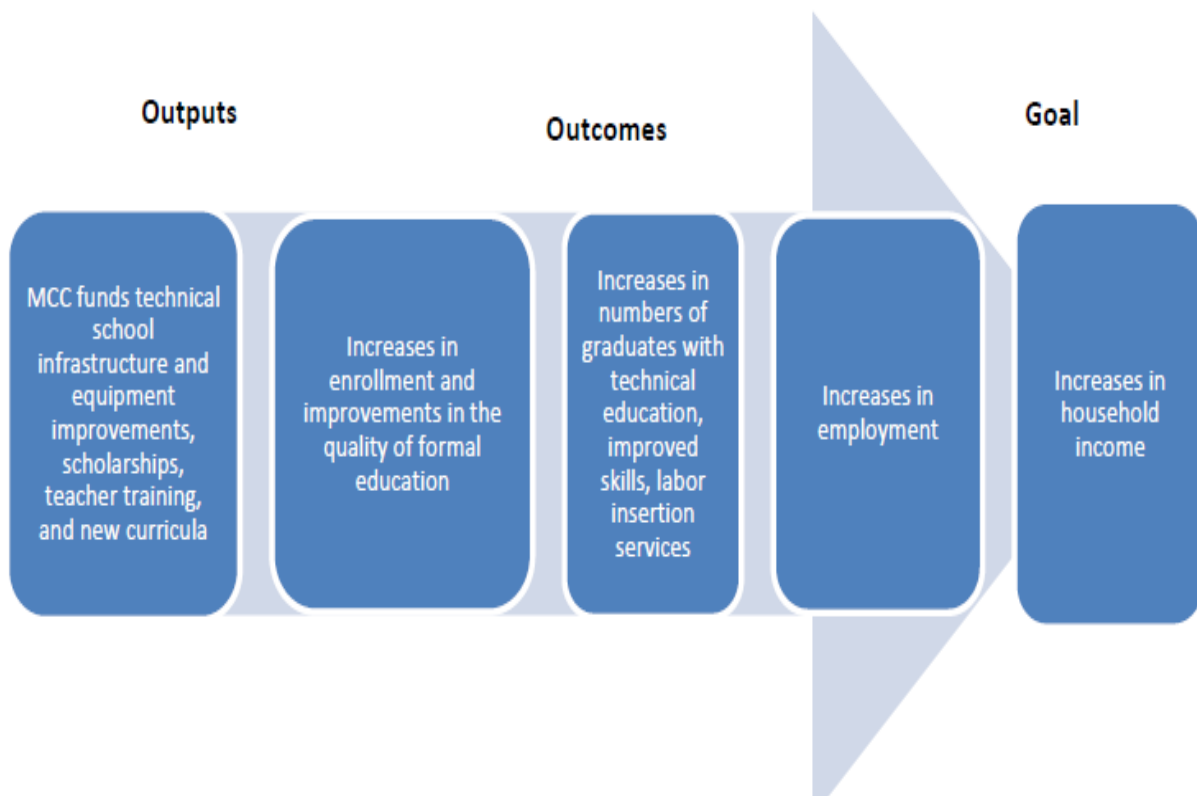 Outputs
Outcomes
Goal
MCC funds technical
school
infrastructure and
equipment
improvements,
scholarships,
teacher training,
and new curricula
Increases in
enrollment and
improvements in the
quality of formal
education
Increases in
numbers of
graduates with
technical
education,
improved
skills, labor
insertion
services
Increases in
employment
Increases in
household
income